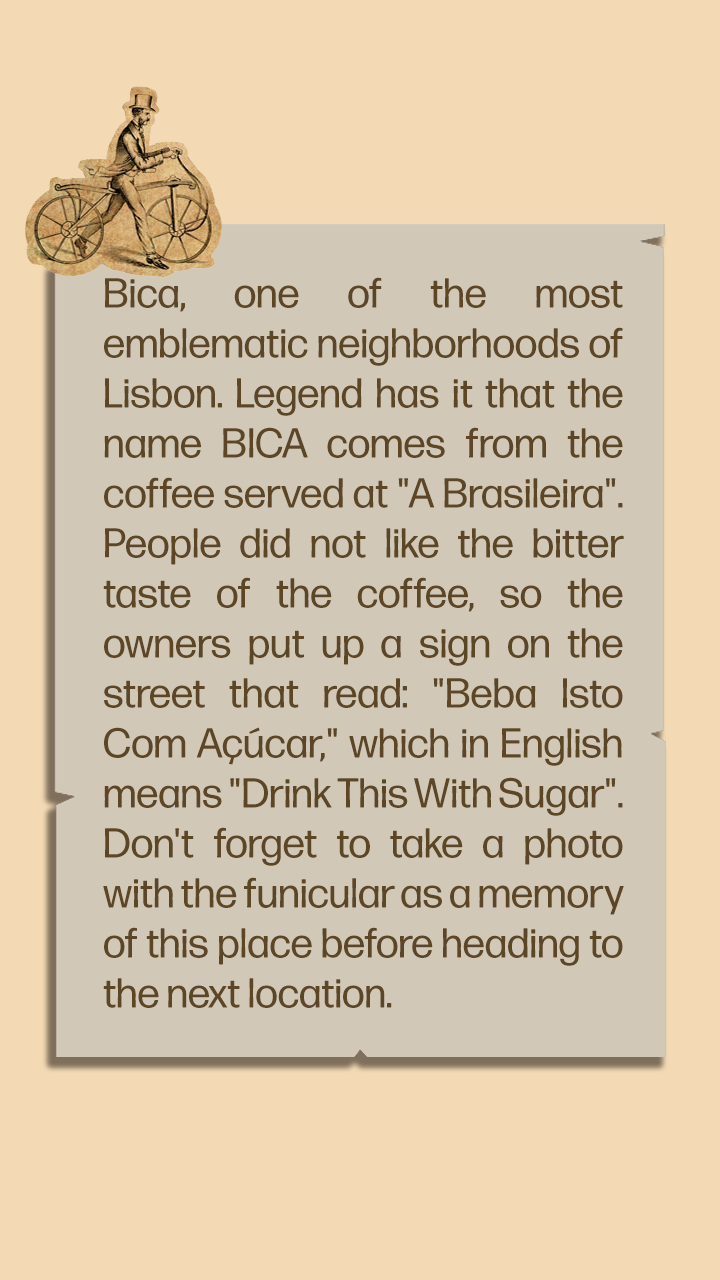 Bica, one of the most
emblematic neighborhoods of
Lisbon. Legend has it that the
name BICA comes from the
coffee served at "A Brasileira".
People did not like the bitter
taste of the coffee, so the
owners put up a sign on the
street that read: "Beba Isto
Com Açúcar," which in English
means "Drink This With Sugar".
Don't forget to take a photo
with the funicular as a memory
of this place before heading to
the next location.